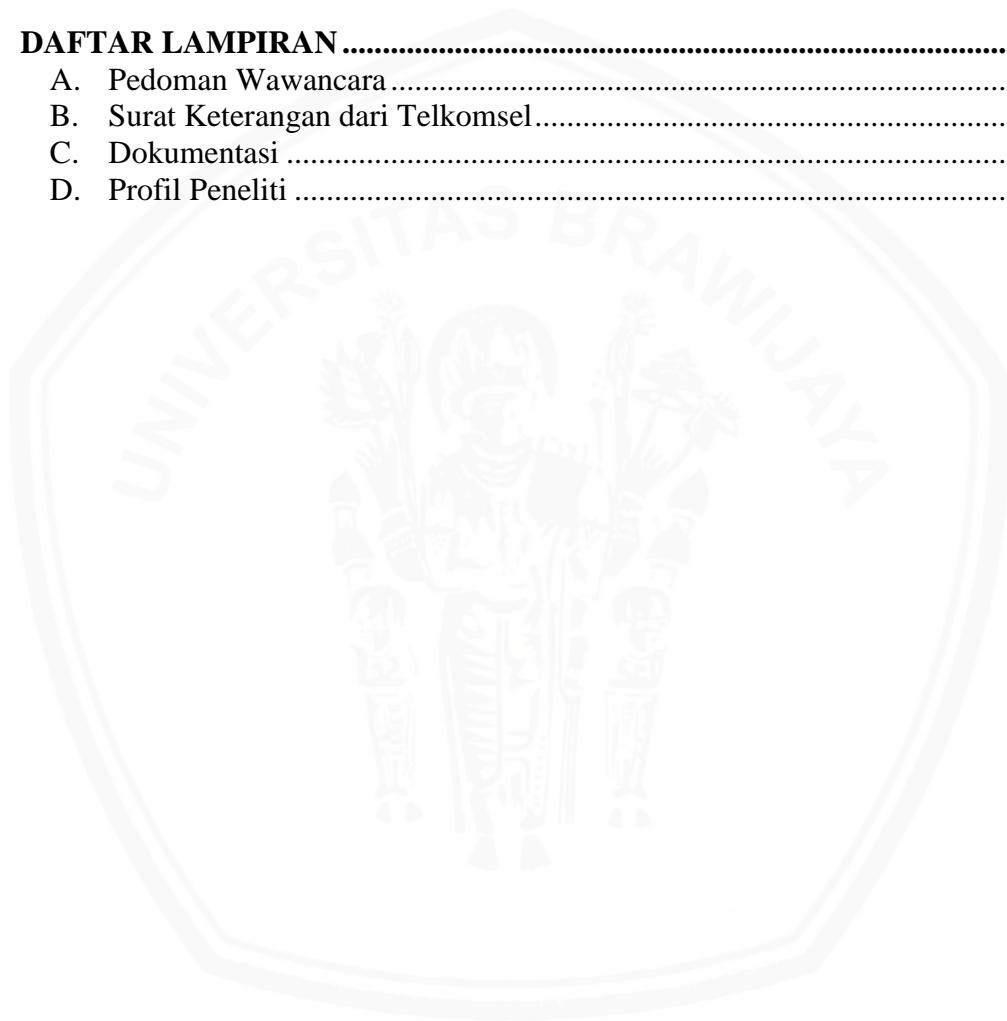 DAFTAR LAMPIRAN....................................................................................
A. Pedoman Wawancara.............................................................................
B. Surat Keterangan dari Telkomsel...........................................................
C. Dokumentasi..........................................................................................
D. Profil Peneliti.........................................................................................
UNIVERSITAS BRAWIJAYA